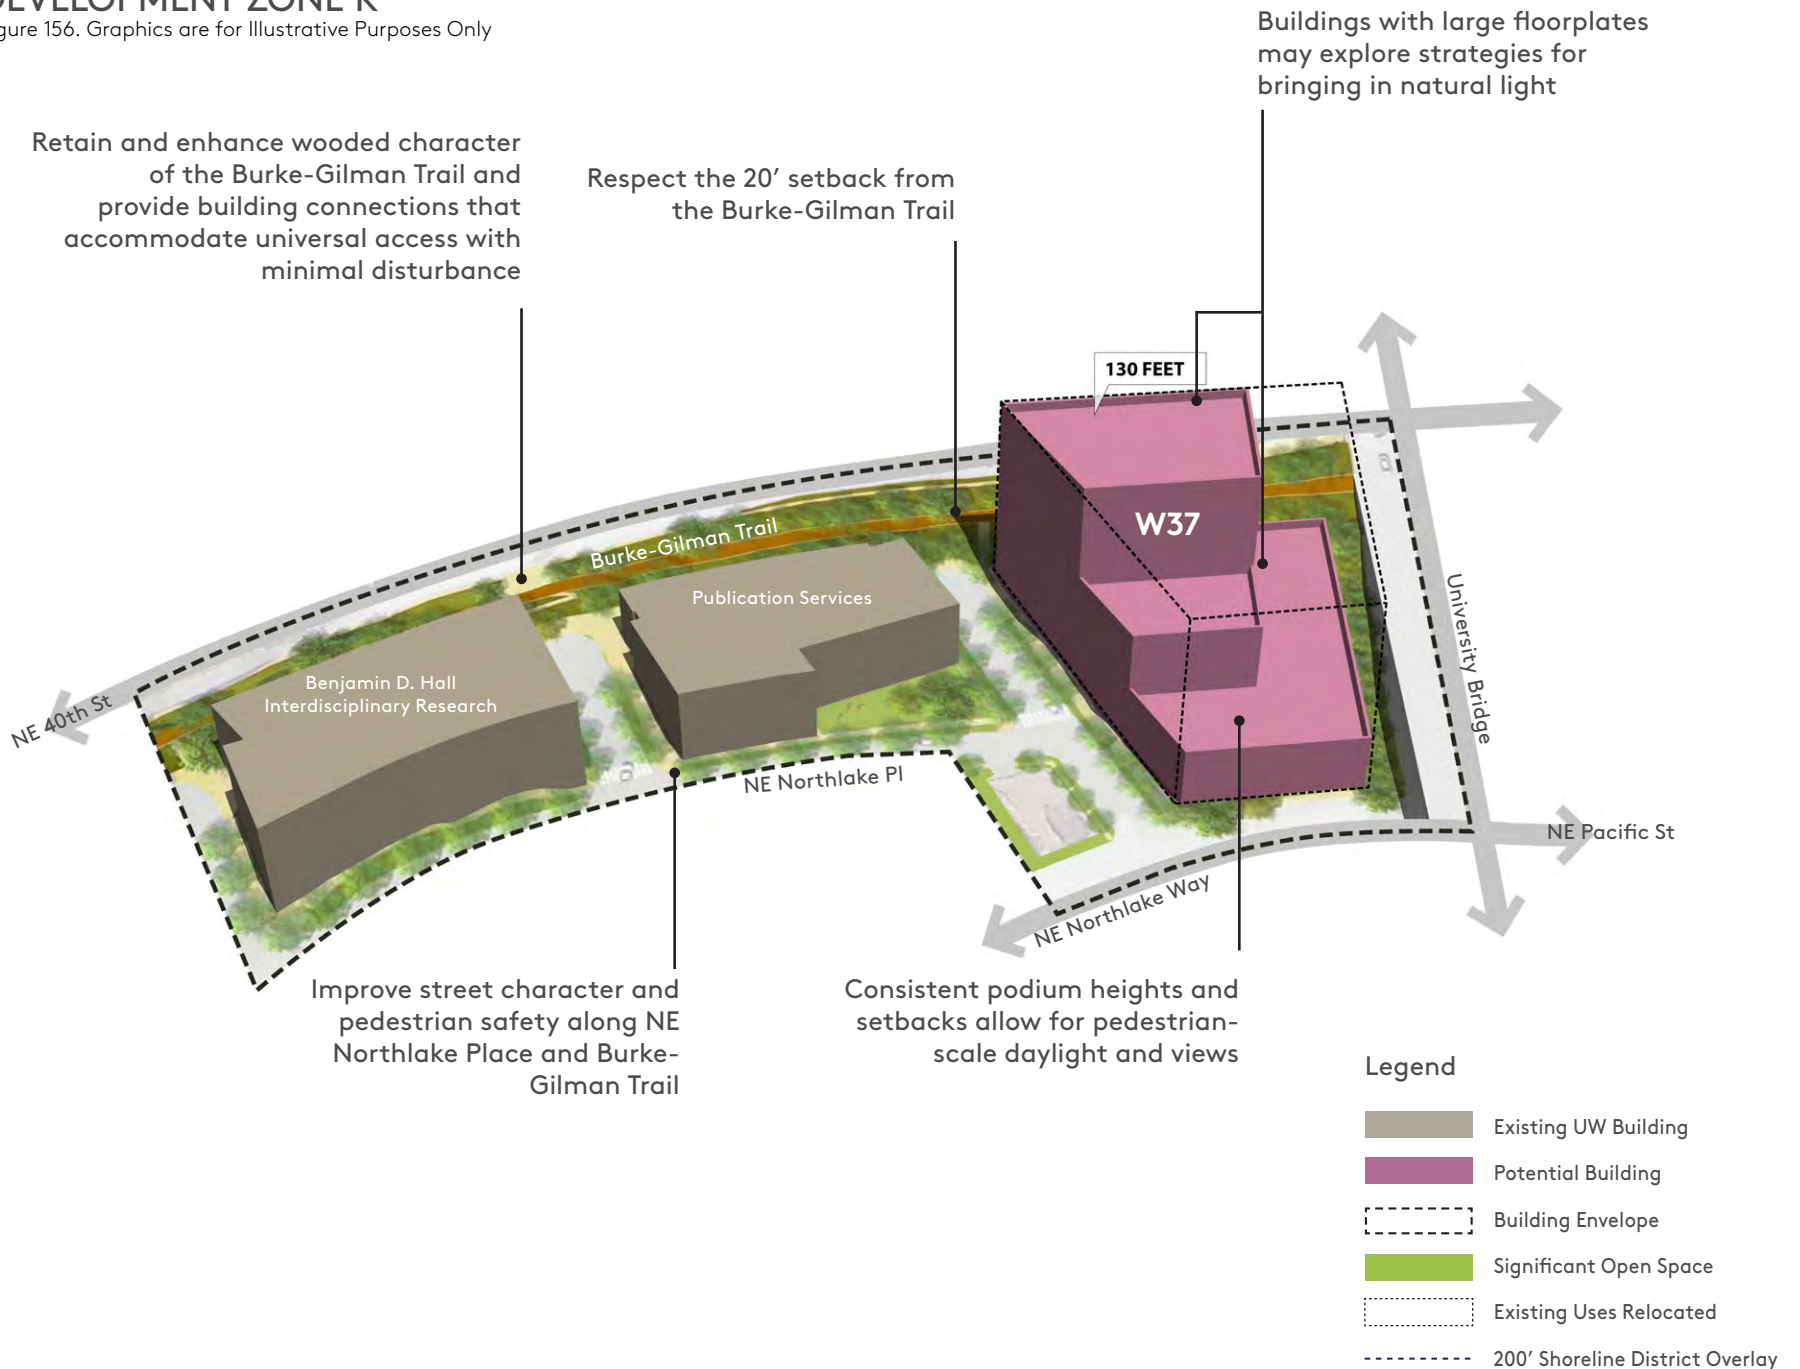 DEVELOPMENT ZONE K
Figure 156. Graphics are for Illustrative Purposes Only
Buildings with large floorplates
may explore strategies for
bringing in natural light
Retain and enhance wooded character
of the Burke-Gilman Trail and
provide building connections that
accommodate universal access with
minimal disturbance
Respect the 20’ setback from
the Burke-Gilman Trail
130 FEET
W37
Burke-Gilman Trail
Publication Services
Benjamin D. Hall
Interdisciplinary Research
NE 40th St
University Bridge
NE Northlake Pl
NE Pacific St
NE Northlake Way
Improve street character and
pedestrian safety along NE
Northlake Place and Burke-
Gilman Trail
Consistent podium heights and
setbacks allow for pedestrian-
scale daylight and views
Legend
Existing UW Building
Potential Building
Building Envelope
Significant Open Space
Existing Uses Relocated
200’ Shoreline District Overlay